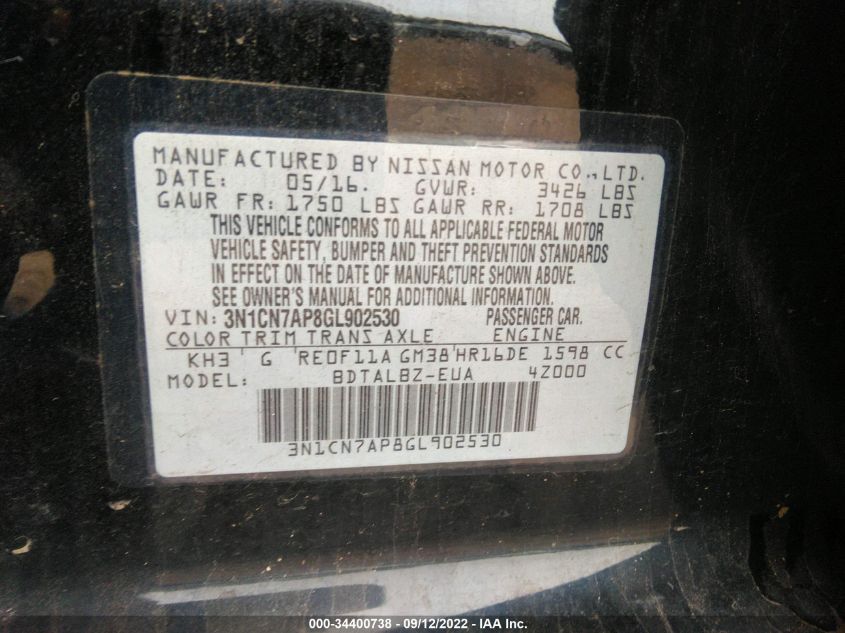 MANUFACTURED BY NISSAN MOTOR CO., LTD.
DATE: 05/16. GVWR: 3426 LBS
GAWR FR: 1750 LBS GAWR RR: 1708 LBS
THIS VEHICLE CONFORMS TO ALL APPLICABLE FEDERAL MOTOR
VEHICLE SAFETY, BUMPER AND THEFT PREVENTION STANDARDS
IN EFFECT ON THE DATE OF MANUFACTURE SHOWN ABOVE.
SEE OWNER'S MANUAL FOR ADDITIONAL INFORMATION.
VIN: 3N1CN7AP8GL902530 PASSENGER CAR.
COLOR TRIM TRANS AXLE ENGINE
KH3 ' G 'RE0F11A GM38'HR16DE 1598 CC
MODEL: BDTALBZ-EUA 4Z000
3N1CN7AP8GL902530
000-34400738 - 09/12/2022 - IAA Inc.